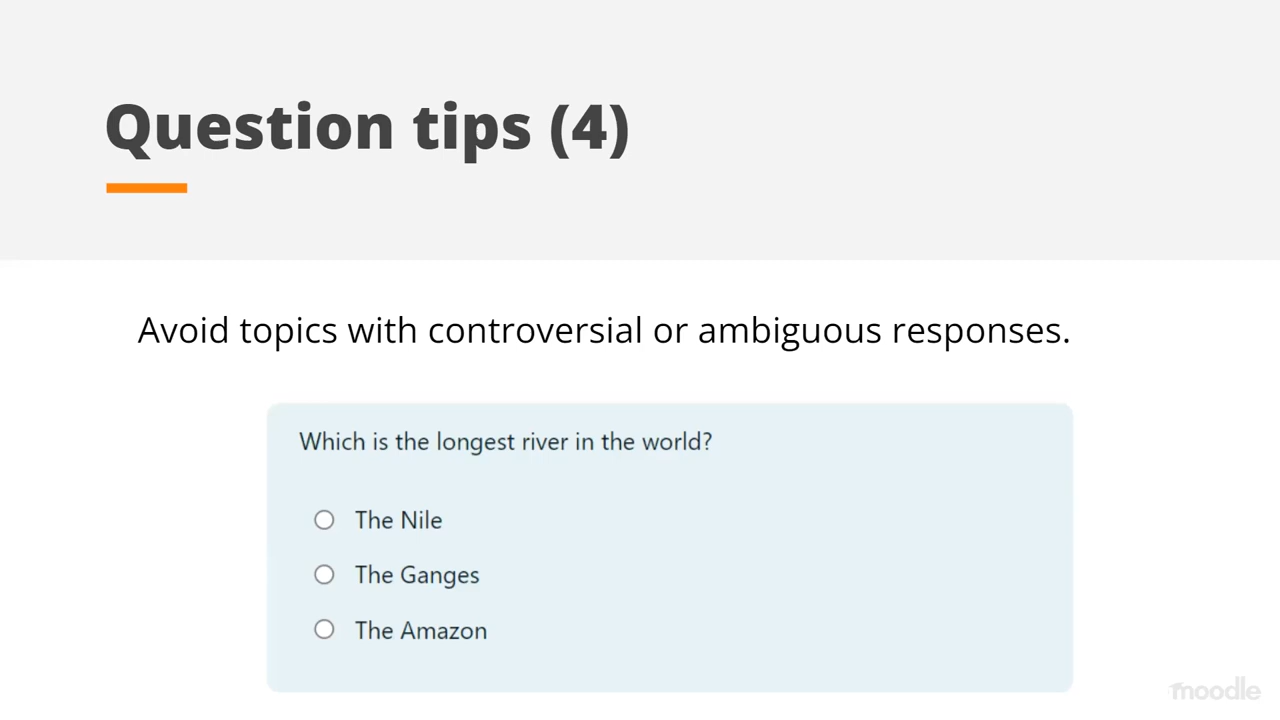 Question tips (4)
Avoid topics with controversial or ambiguous responses.
Which is the longest river in the world?
The Nile
The Ganges
The Amazon
moodle